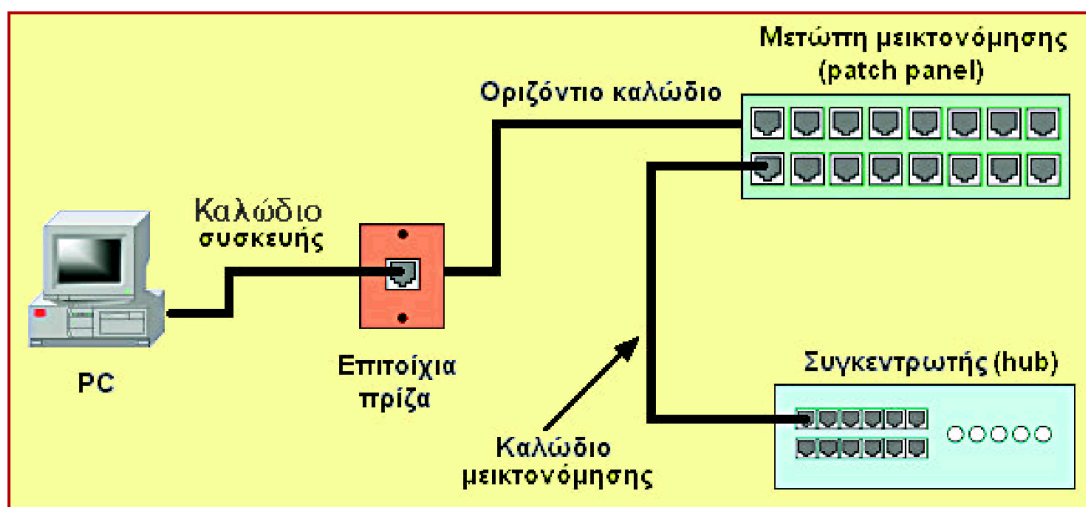 Μετώπη μεικτονόμησης
(patch panel)
Οριζόντιο καλώδιο
Καλώδιο
συσκευής
PC
Επιτοίχια
πρίζα
Συγκεντρωτής (hub)
Καλώδιο
μεικτονόμησης